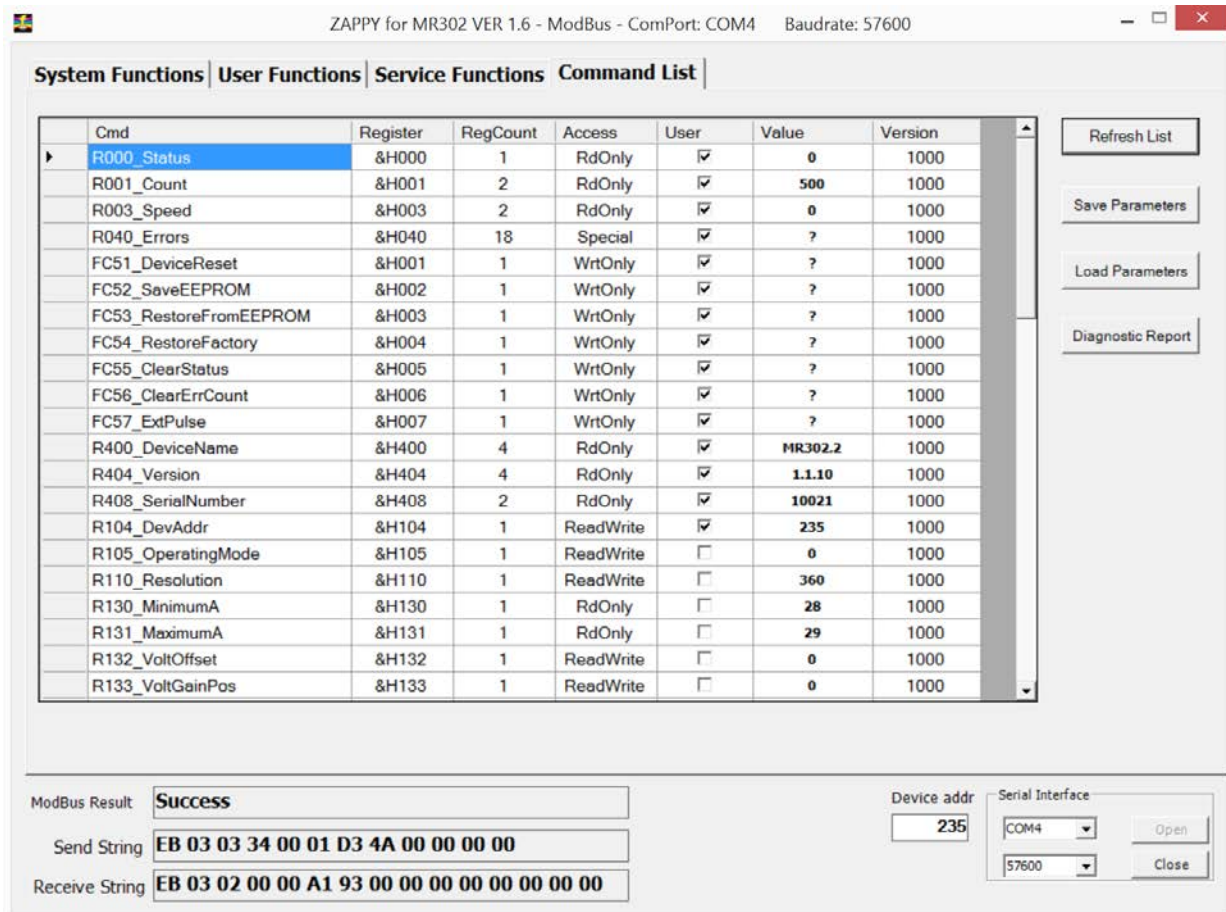 ZAPPY for MR302 VER 1.6 - ModBus - ComPort: COM4 Baudrate: 57600
System Functions User Functions Service Functions Command List
Cmd Register RegCount Access User Value Version
R000_Status &H000 1 RdOnly 0 1000
R001_Count &H001 2 RdOnly 500 1000
R003_Speed &H003 2 RdOnly 0 1000
R040_Errors &H040 18 Special ? 1000
FC51_DeviceReset &H001 1 WrtOnly ? 1000
FC52_SaveEEPROM &H002 1 WrtOnly ? 1000
FC53_RestoreFromEEPROM &H003 1 WrtOnly ? 1000
FC54_RestoreFactory &H004 1 WrtOnly ? 1000
FC55_ClearStatus &H005 1 WrtOnly ? 1000
FC56_ClearErrCount &H006 1 WrtOnly ? 1000
FC57_ExtPulse &H007 1 WrtOnly ? 1000
R400_DeviceName &H400 4 RdOnly MR302.2 1000
R404_Version &H404 4 RdOnly 1.1.10 1000
R408_SerialNumber &H408 2 RdOnly 10021 1000
R104_DevAddr &H104 1 ReadWrite 235 1000
R105_OperatingMode &H105 1 ReadWrite 0 1000
R110_Resolution &H110 1 ReadWrite 360 1000
R130_MinimumA &H130 1 RdOnly 28 1000
R131_MaximumA &H131 1 RdOnly 29 1000
R132_VoltOffset &H132 1 ReadWrite 0 1000
R133_VoltGainPos &H133 1 ReadWrite 0 1000
Refresh List
Save Parameters
Load Parameters
Diagnostic Report
ModBus Result Success
Send String EB 03 03 34 00 01 D3 4A 00 00 00 00
Receive String EB 03 02 00 00 A1 93 00 00 00 00 00 00 00 00
Device addr
235
Serial Interface
COM4 Open
57600 Close